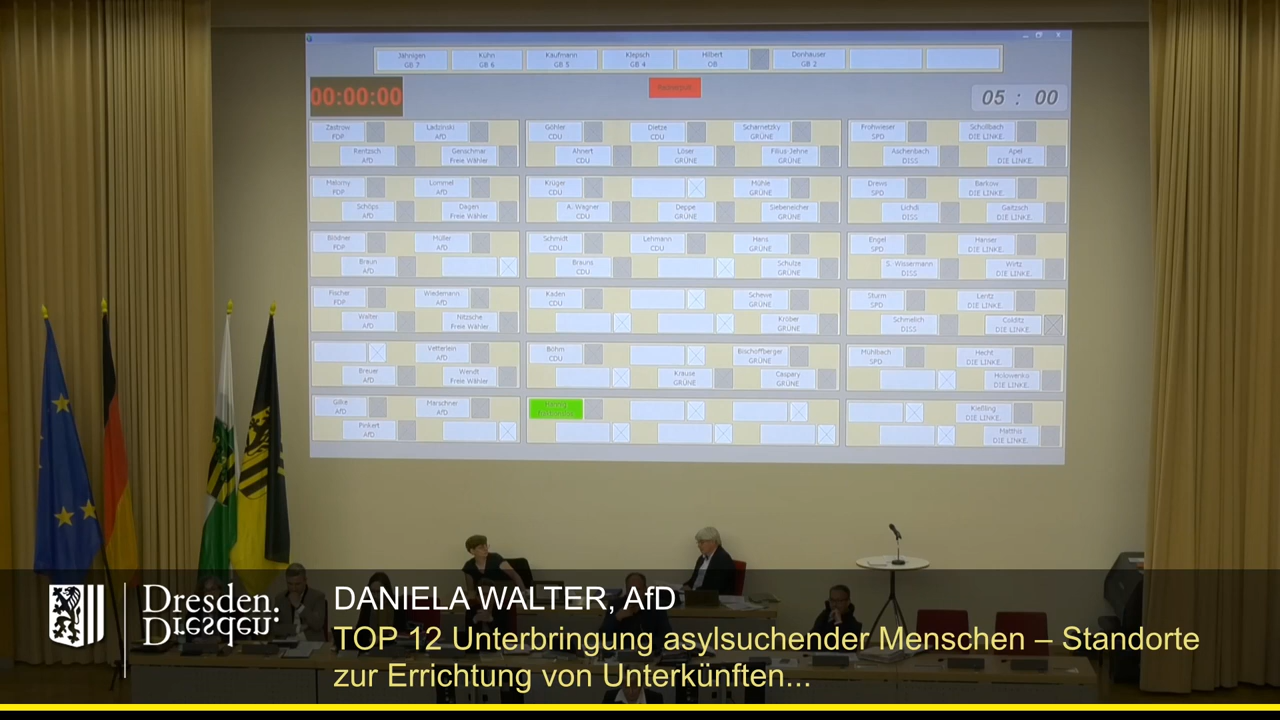 Jähnigen Kühn Kaufmann Klepsch Hilbert Donhauser
GB 7 GB 6 GB 5 GB 4 OB GB 2
00:00:00
05 : 00
Zastrow Ladzinski Göhler Dietze Scharnetzky Frohwieser Schollbach
FDP AfD CDU CDU GRÜNE SPD DIE LINKE.
Rentzsch Genschmar Ahnert Löser Filius-Jehne Aschenbach Apel
AfD Freie Wähler CDU GRÜNE GRÜNE DISS. DIE LINKE.
Malorny Lommel Krüger Mühle Drews Barkow
FDP AfD CDU GRÜNE SPD DIE LINKE.
Schöps Dagen A. Wagner Deppe Siebeneicher Lichdi Gaitzsch
AfD Freie Wähler CDU GRÜNE GRÜNE DISS. DIE LINKE.
Blödner Müller Schmidt Lehmann Hans Engel Hanser
FDP AfD CDU CDU GRÜNE SPD DIE LINKE.
Braun Brauns Schulze S. Wissermann Wirtz
AfD CDU GRÜNE DISS. DIE LINKE.
Fischer Wiedemann Kaden Schewe Sturm Lentz
FDP AfD CDU GRÜNE SPD DIE LINKE.
Walter Nitzsche Kröber Schmelich Colditz
AfD Freie Wähler GRÜNE DISS. DIE LINKE.
Vetterlein Böhm Bischoffberger Mühlbach Hecht
AfD CDU GRÜNE SPD DIE LINKE.
Breuer Wendt Krause Caspary Holowenko
AfD Freie Wähler GRÜNE GRÜNE DIE LINKE.
Gilke Marschner Kießling
AfD AfD DIE LINKE.
Pinkert Matthis
AfD DIE LINKE.
Dresden.
Dresden.
DANIELA WALTER, AfD
TOP 12 Unterbringung asylsuchender Menschen – Standorte
zur Errichtung von Unterkünften...